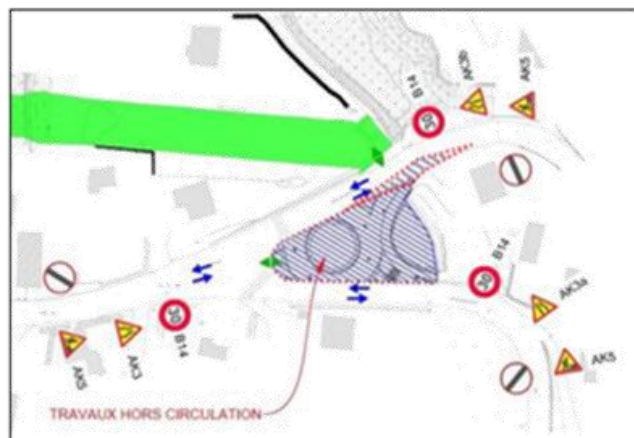 AK3b
AK5
B14
30
B14
30
AK3a
30
B14
AK3
AK5
AK5
TRAVAUX HORS CIRCULATION